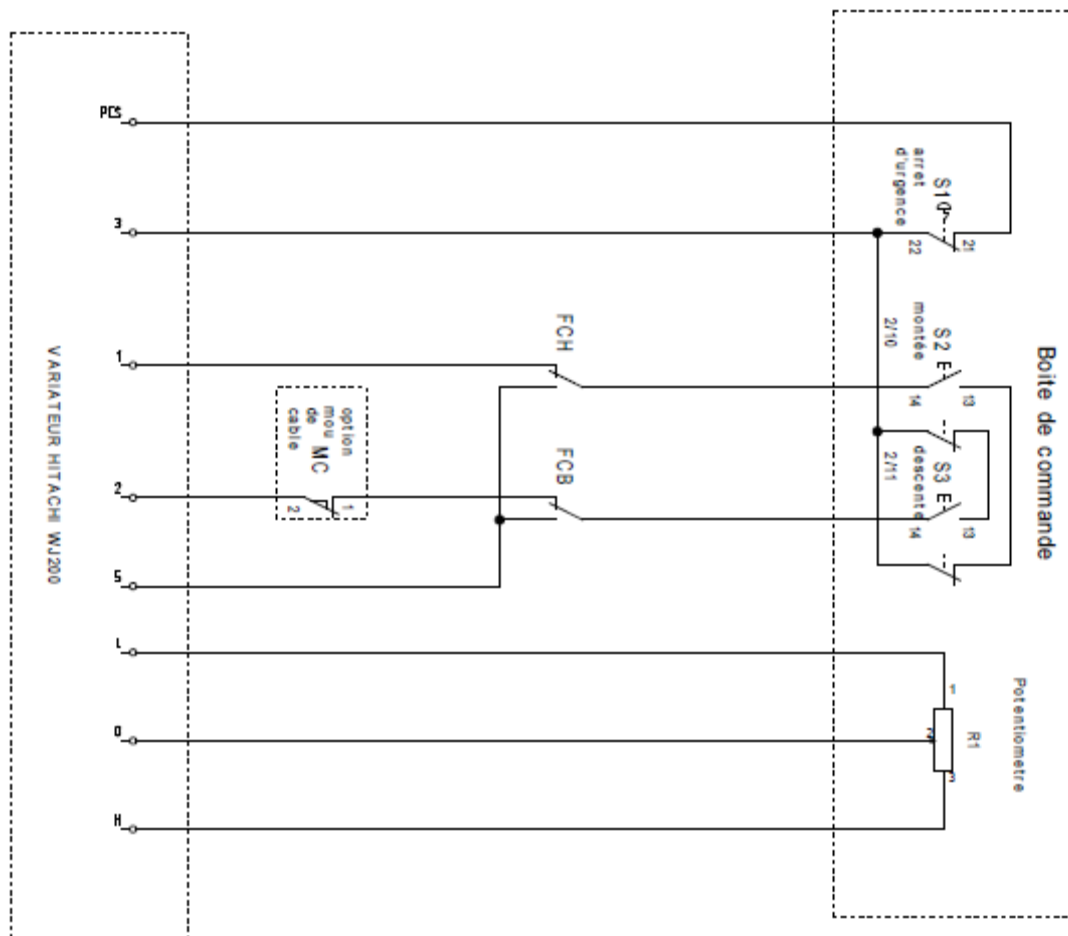 PCS
3
1
2
5
L
O
H
VARIATEUR HITACHI WJ200
option
mou
de
cable
MC
1
2
FCH
FCB
Boite de commande
arret
d'urgence
S10
21
22
2/10
montée
S2
E
13
14
2/11
descente
S3
E
13
14
Potentiometre
R1
1
2
3